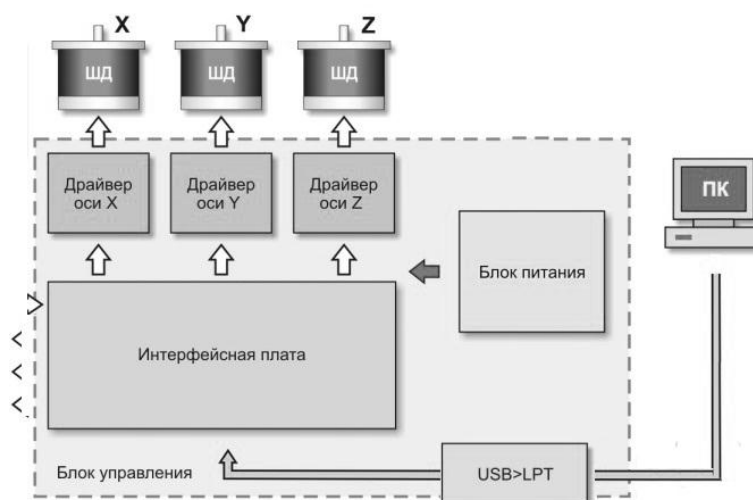 X Y Z
ШД ШД ШД
Драйвер оси X
Драйвер оси Y
Драйвер оси Z
ПК
Блок питания
Интерфейсная плата
Блок управления
USB>LPT